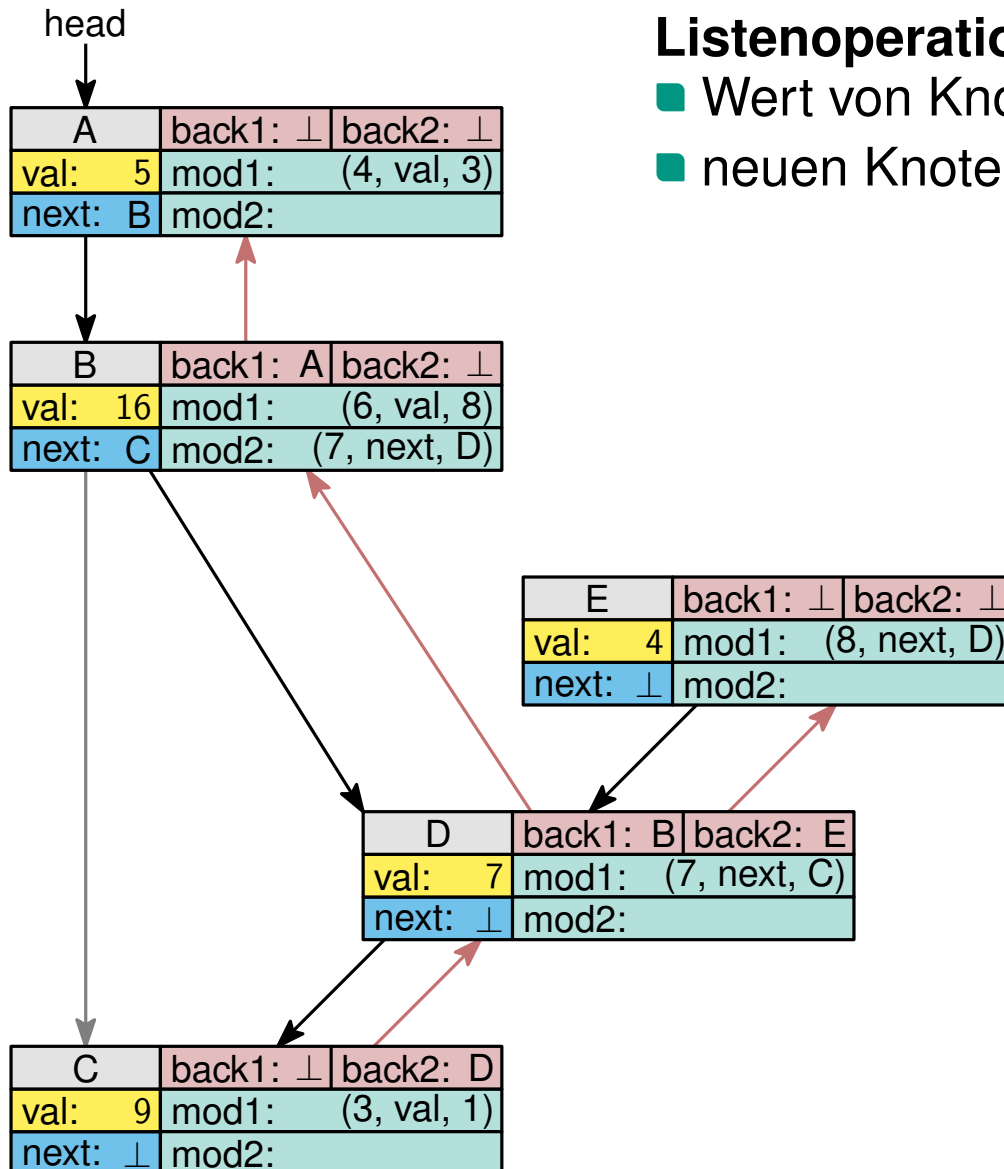 head
Listenoperatio
Wert von Kno
neuen Knote
A back1: ⊥ back2: ⊥
val: 5 mod1: (4, val, 3)
next: B mod2:
B back1: A back2: ⊥
val: 16 mod1: (6, val, 8)
next: C mod2: (7, next, D)
E back1: ⊥ back2: ⊥
val: 4 mod1: (8, next, D)
next: ⊥ mod2:
D back1: B back2: E
val: 7 mod1: (7, next, C)
next: ⊥ mod2:
C back1: ⊥ back2: D
val: 9 mod1: (3, val, 1)
next: ⊥ mod2: